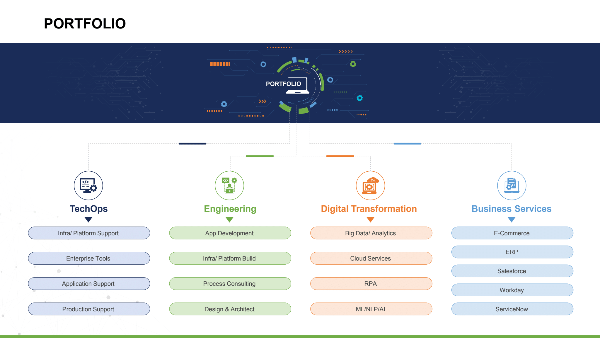 PORTFOLIO
PORTFOLIO
TechOps
Engineering
Digital Transformation
Business Services
Infra/ Platform Support
App Development
Big Data/ Analytics
E-Commerce
Enterprise Tools
Infra/ Platform Build
Cloud Services
ERP
Salesforce
Application Support
Process Consulting
RPA
Workday
Production Support
Design & Architect
ML/NLP/AI
ServiceNow